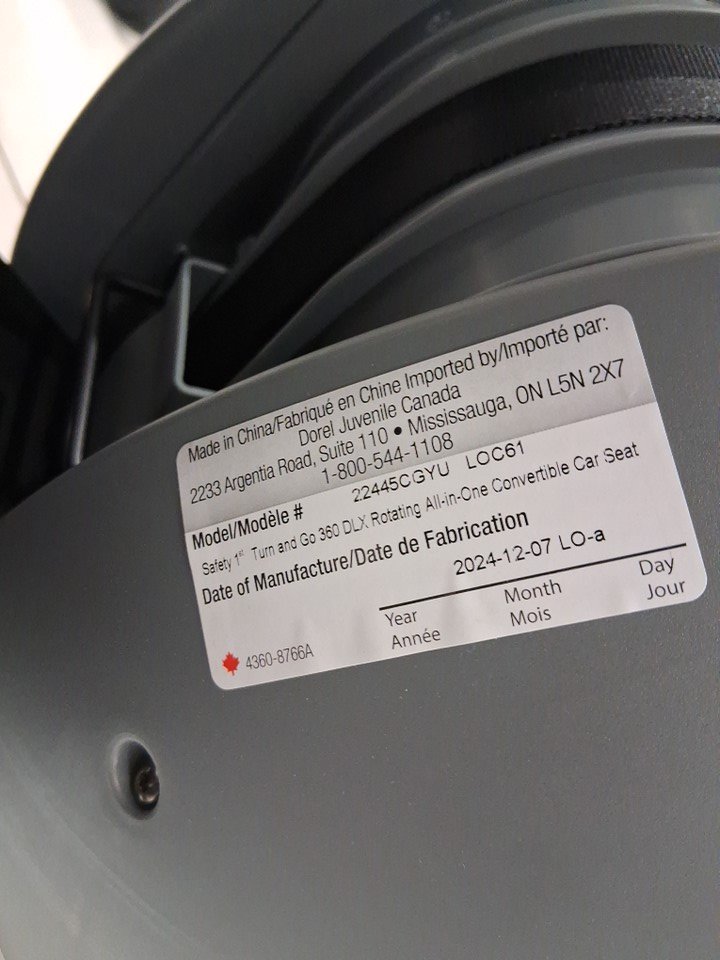 Made in China/Fabriqué en Chine Imported by/Importé par:
Dorel Juvenile Canada
2233 Argentia Road, Suite 110 • Mississauga, ON L5N 2X7
1-800-544-1108
Model/Modèle # 22445CGYU LOC61
Safety 1st Turn and Go 360 DLX Rotating All-in-One Convertible Car Seat
Date of Manufacture/Date de Fabrication
2024-12-07 LO-a
Year Month Day
Année Mois Jour
4360-8766A